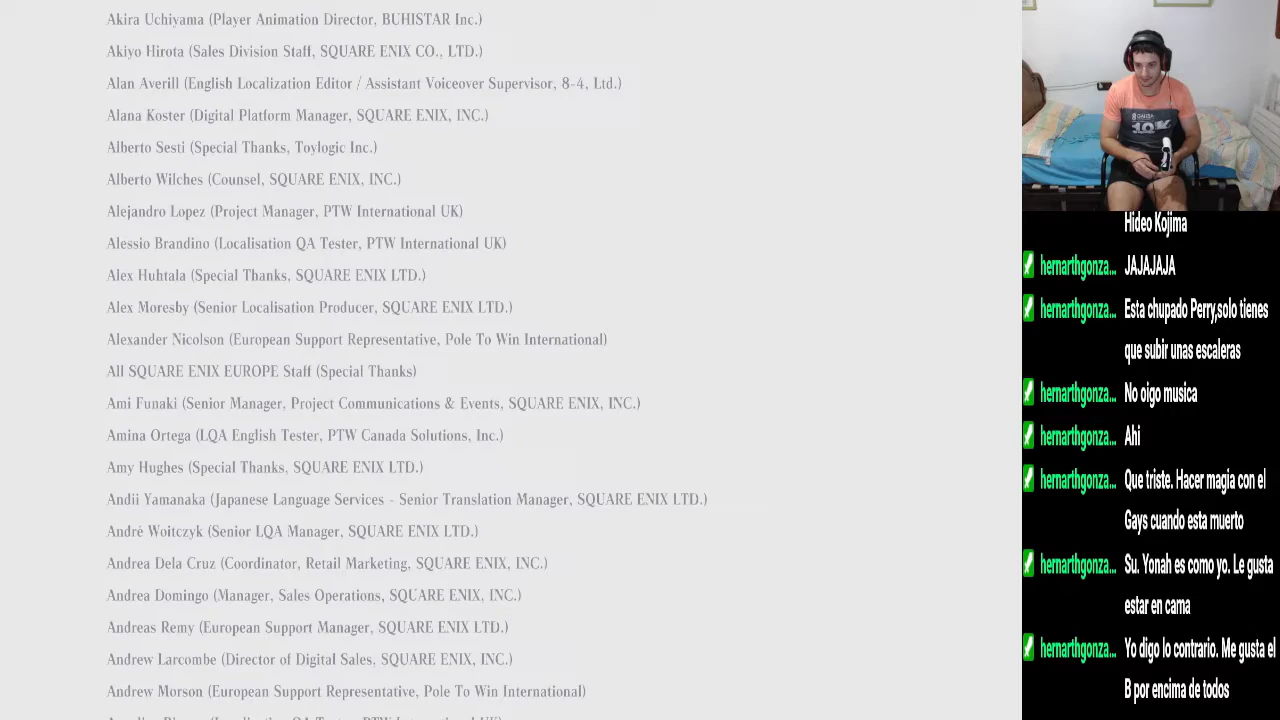 Akira Uchiyama (Player Animation Director, BUHISTAR Inc.)
Akiyo Hirota (Sales Division Staff, SQUARE ENIX CO., LTD.)
Alan Averill (English Localization Editor / Assistant Voiceover Supervisor, 8-4, Ltd.)
Alana Koster (Digital Platform Manager, SQUARE ENIX, INC.)
Alberto Sesti (Special Thanks, Toylogic Inc.)
Alberto Wilches (Counsel, SQUARE ENIX, INC.)
Alejandro Lopez (Project Manager, PTW International UK)
Alessio Brandino (Localisation QA Tester, PTW International UK)
Alex Huhtala (Special Thanks, SQUARE ENIX LTD.)
Alex Moresby (Senior Localisation Producer, SQUARE ENIX LTD.)
Alexander Nicolson (European Support Representative, Pole To Win International)
All SQUARE ENIX EUROPE Staff (Special Thanks)
Ami Funaki (Senior Manager, Project Communications & Events, SQUARE ENIX, INC.)
Amina Ortega (LQA English Tester, PTW Canada Solutions, Inc.)
Amy Hughes (Special Thanks, SQUARE ENIX LTD.)
Andii Yamanaka (Japanese Language Services - Senior Translation Manager, SQUARE ENIX LTD.)
André Woitczyk (Senior LQA Manager, SQUARE ENIX LTD.)
Andrea Dela Cruz (Coordinator, Retail Marketing, SQUARE ENIX, INC.)
Andrea Domingo (Manager, Sales Operations, SQUARE ENIX, INC.)
Andreas Remy (European Support Manager, SQUARE ENIX LTD.)
Andrew Larcombe (Director of Digital Sales, SQUARE ENIX, INC.)
Andrew Morson (European Support Representative, Pole To Win International)
10K
Hideo Kojima
hernarthgonza... JAJAJAJA
hernarthgonza... Esta chupado Perry,solo tienes
que subir unas escaleras
hernarthgonza... No oigo musica
hernarthgonza... Ahi
hernarthgonza... Que triste. Hacer magia con el
Gays cuando esta muerto
hernarthgonza... Su. Yonah es como yo. Le gusta
estar en cama
hernarthgonza... Yo digo lo contrario. Me gusta el
B por encima de todos